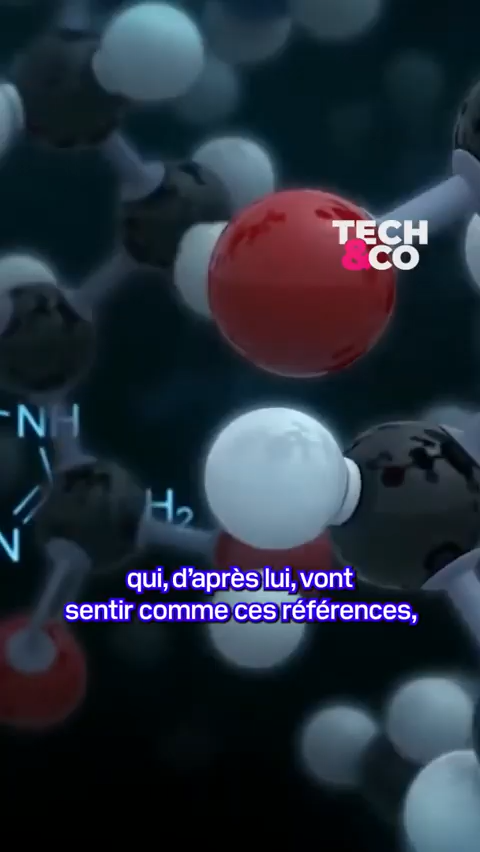 TECH
&CO
NH
H₂
N
qui, d'après lui, vont
sentir comme ces références,